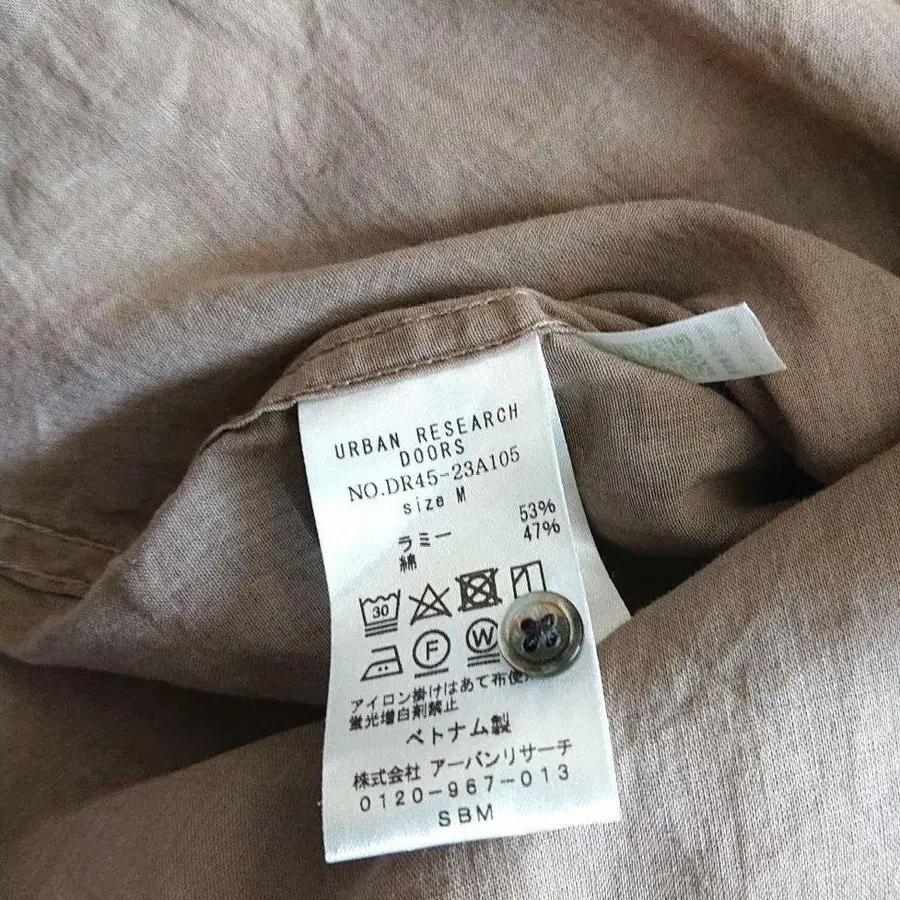 URBAN RESEARCH
DOORS
NO.DR45-23A105
size M
ラミー 53%
綿 47%
30
F W
アイロン掛けはあて布使
蛍光増白剤禁止
ベトナム製
株式会社 アーバンリサーチ
0120-967-013
SBM